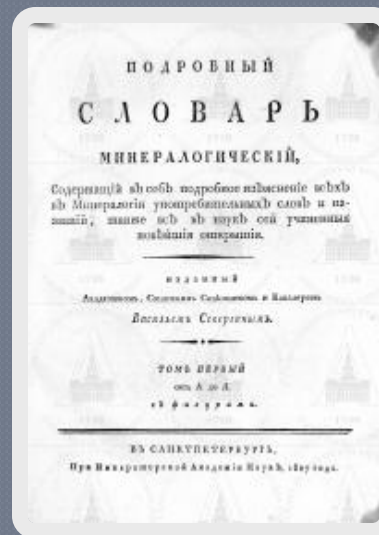 ПОДРОБНЫЙ
СЛОВАРЬ
МИНЕРАЛОГИЧЕСКІЙ,
Содержащій въ себѣ подробное изъясненіе всѣхъ
въ Минералогіи употребительныхъ словъ и на-
званій, также всѣ въ наукѣ сей учиненныя
новѣйшія открытія.
ИЗДАННЫЙ
Академикомъ, Статскимъ Совѣтникомъ и Кавалеромъ
Васильемъ Севергинымъ.
ТОМЪ ПЕРВЫЙ
отъ А до Л.
съ фигурами.
ВЪ САНКТПЕТЕРБУРГѢ,
При Императорской Академіи Наукъ, 1807 года.